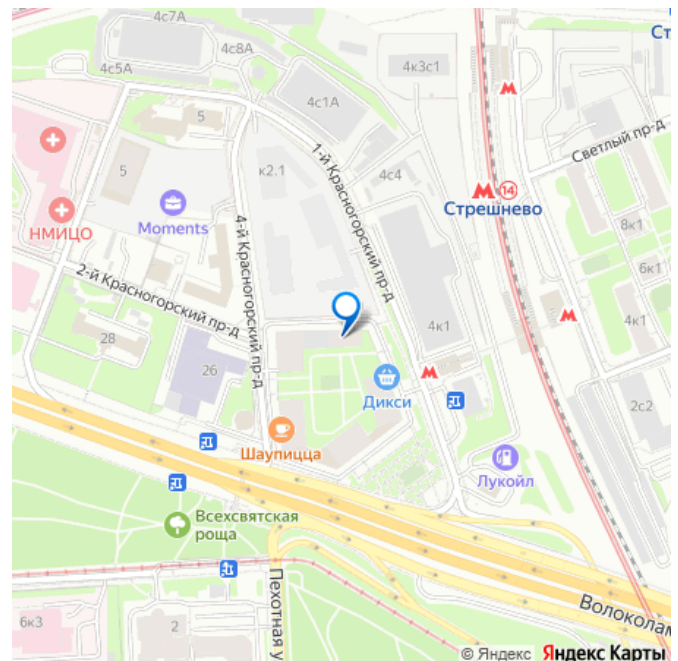 4с7А
Ст
4с8А
4с5А
4к3с1
4с1А
5
Светлый пр-д
5
к2.1
1-й Красногорский пр-д
4с4
14
Стрешнево
НМИЦО
Moments
8к1
4-й Красногорский пр-д
6к1
2-й Красногорский пр-д
4к1
4к1
28
26
Дикси
2с2
Шаупицца
Лукойл
Всехсвятская
роща
Пехотная у
Волоколам
6к3
2
© Яндекс Яндекс Карты